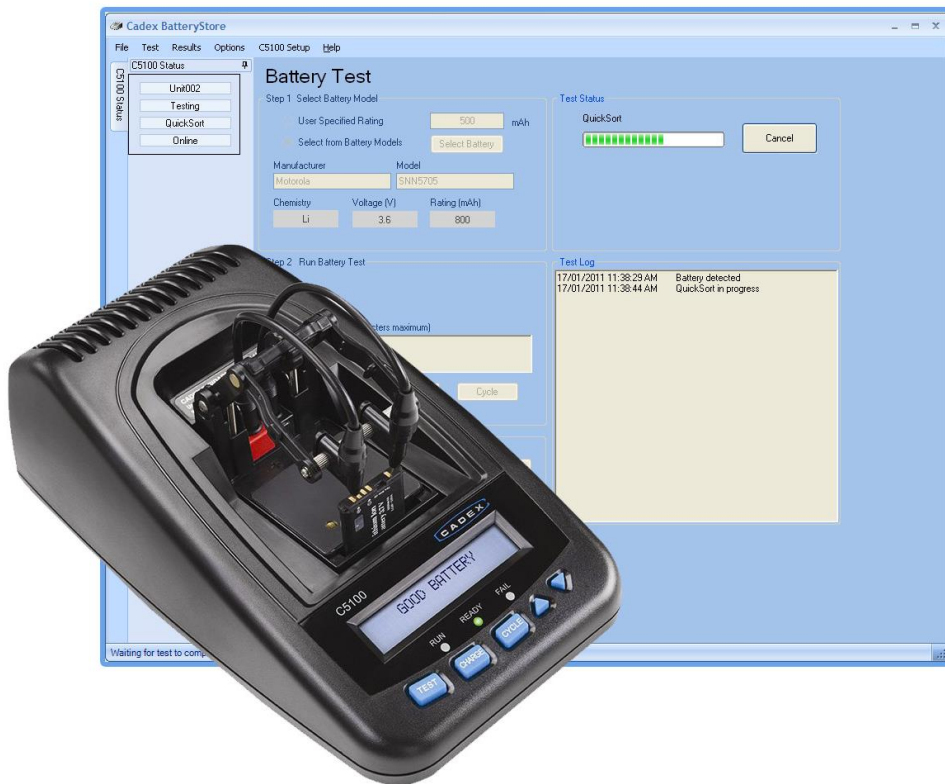 Cadex BatteryStore
File Test Results Options C5100 Setup Help
C5100 Status
C5100 Status
Unit002
Testing
QuickSort
Online
Battery Test
Step 1 Select Battery Model
User Specified Rating 500 mAh
Select from Battery Models Select Battery
Manufacturer Model
Motorola SNN5705
Chemistry Voltage (V) Rating (mAh)
Li 3.6 800
Test Status
QuickSort
Cancel
Step 2 Run Battery Test
maximum)
Cycle
Test Log
17/01/2011 11:38:29 AM Battery detected
17/01/2011 11:38:44 AM QuickSort in progress
CADEX
C5100
GOOD BATTERY
RUN READY FAIL
TEST CHARGE CYCLE
Waiting for test to comp